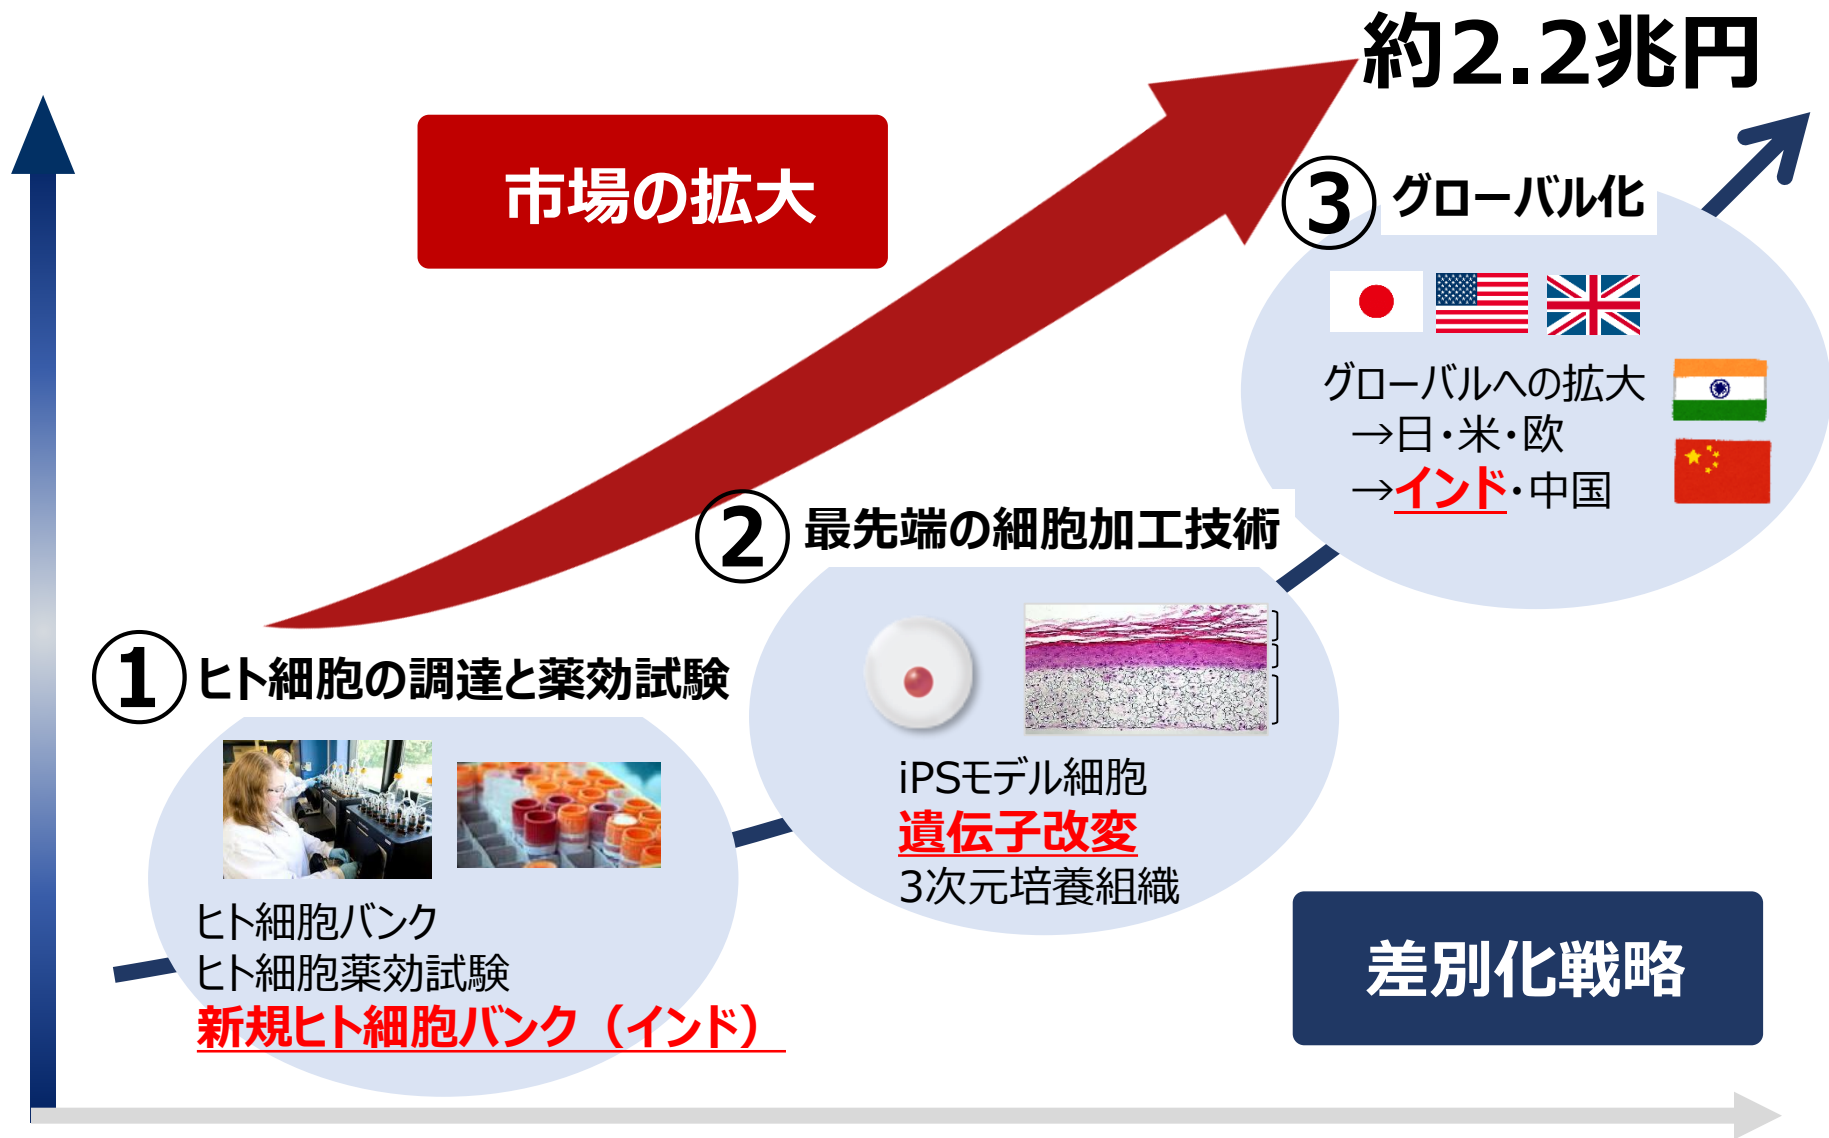 約2.2兆円
市場の拡大
③ グローバル化
グローバルへの拡大
→日・米・欧
→インド・中国
② 最先端の細胞加工技術
iPSモデル細胞
遺伝子改変
3次元培養組織
① ヒト細胞の調達と薬効試験
ヒト細胞バンク
ヒト細胞薬効試験
新規ヒト細胞バンク（インド）
差別化戦略